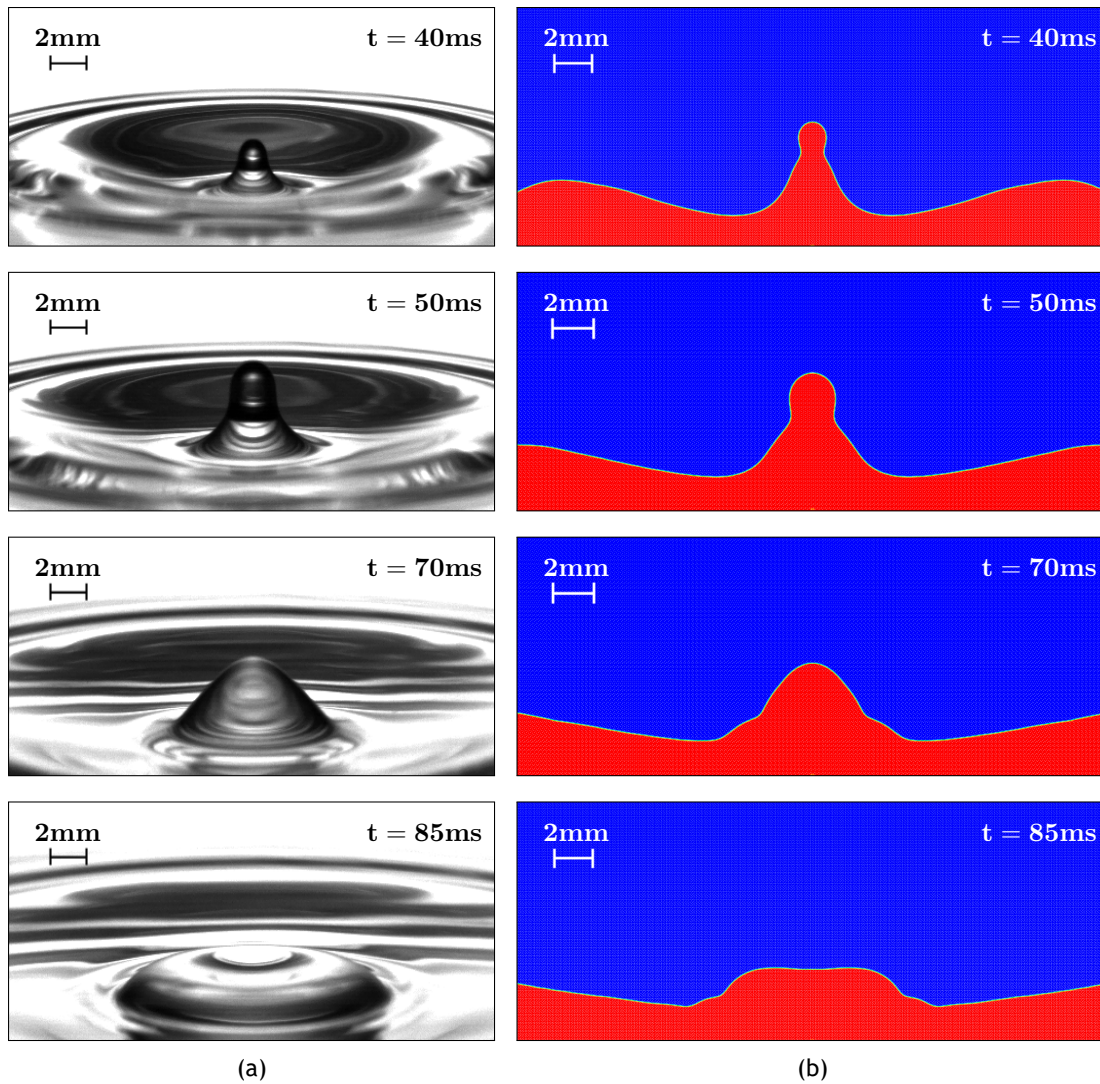 2mm t = 40ms
2mm t = 40ms
2mm t = 50ms
2mm t = 50ms
2mm t = 70ms
2mm t = 70ms
2mm t = 85ms
2mm t = 85ms
(a) (b)